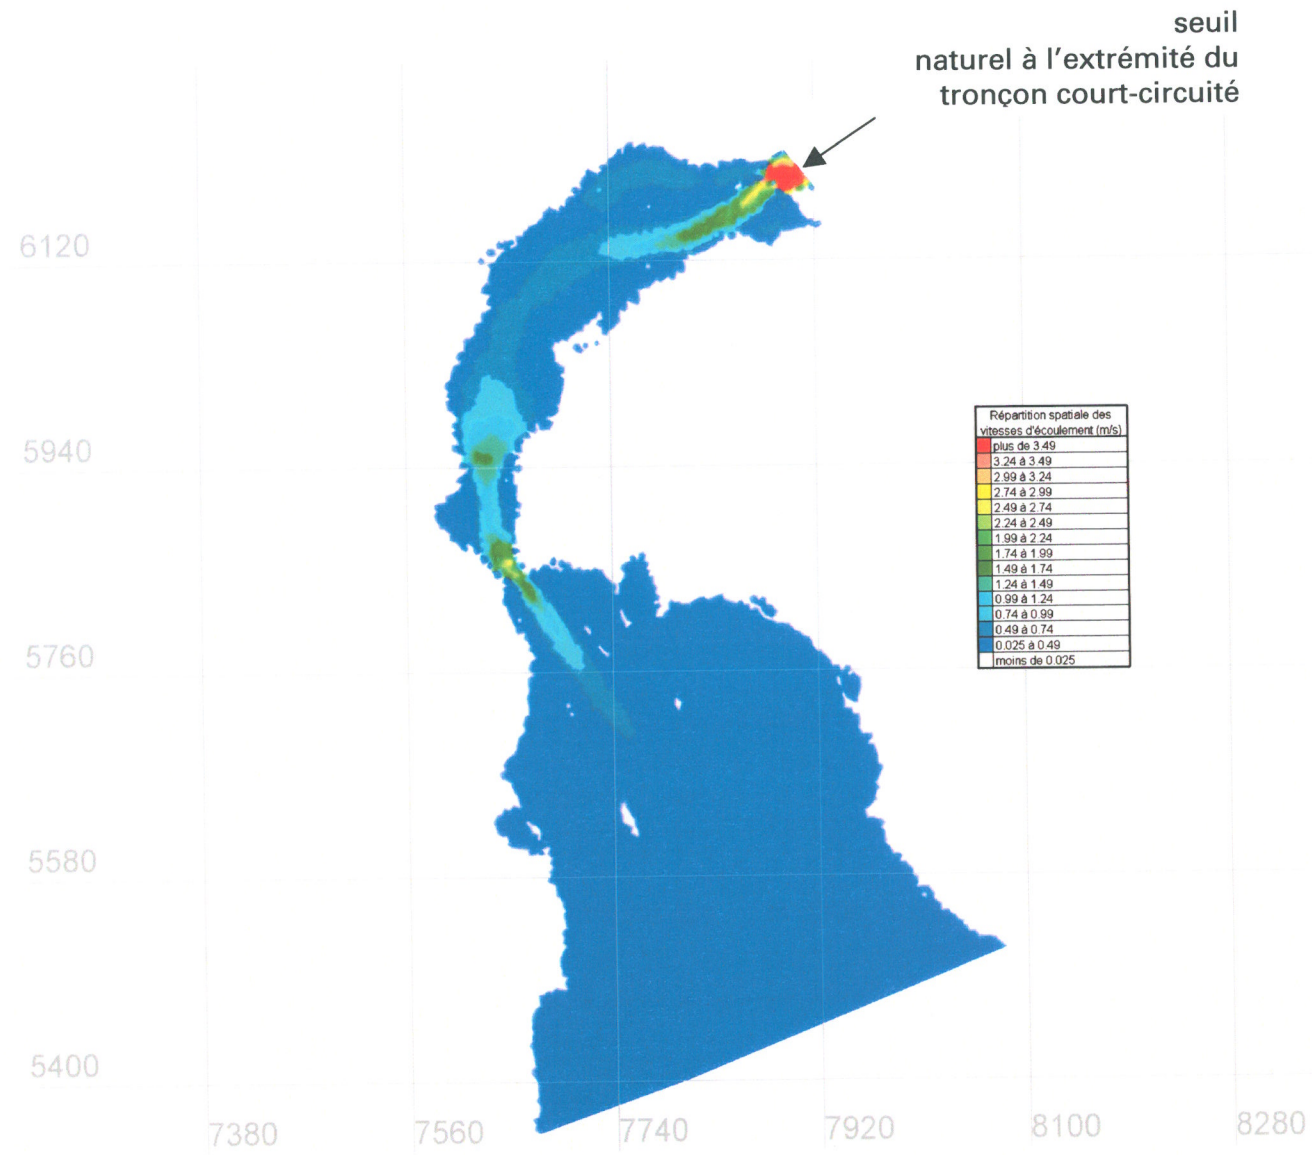 seuil
naturel à l'extrémité du
tronçon court-circuité
6120
5940
5760
5580
5400
7380
7560
7740
7920
8100
8280
Répartition spatiale des
vitesses d'écoulement (m/s)
plus de 3.49
3.24 à 3.49
2.99 à 3.24
2.74 à 2.99
2.49 à 2.74
2.24 à 2.49
1.99 à 2.24
1.74 à 1.99
1.49 à 1.74
1.24 à 1.49
0.99 à 1.24
0.74 à 0.99
0.49 à 0.74
0.025 à 0.49
moins de 0.025